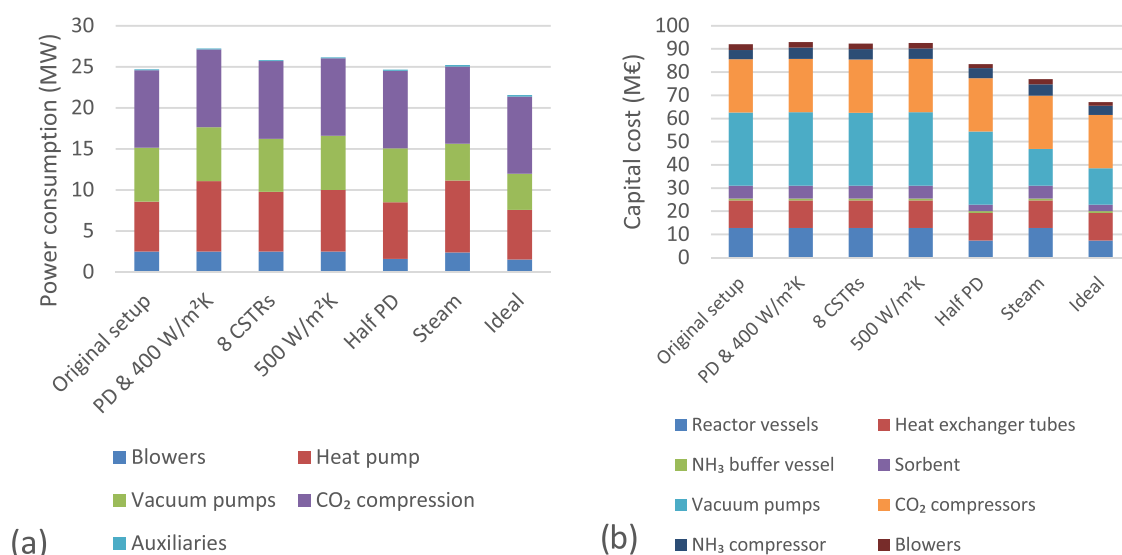 30
25
20
15
10
5
0
Power consumption (MW)
Original setup
PD & 400 W/m²K
8 CSTRs
500 W/m²K
Half PD
Steam
Ideal
Blowers
Heat pump
Vacuum pumps
CO₂ compression
Auxiliaries
(a)
100
90
80
70
60
50
40
30
20
10
0
Capital cost (M€)
Original setup
PD & 400 W/m²K
8 CSTRs
500 W/m²K
Half PD
Steam
Ideal
Reactor vessels
Heat exchanger tubes
NH₃ buffer vessel
Sorbent
Vacuum pumps
CO₂ compressors
NH₃ compressor
Blowers
(b)